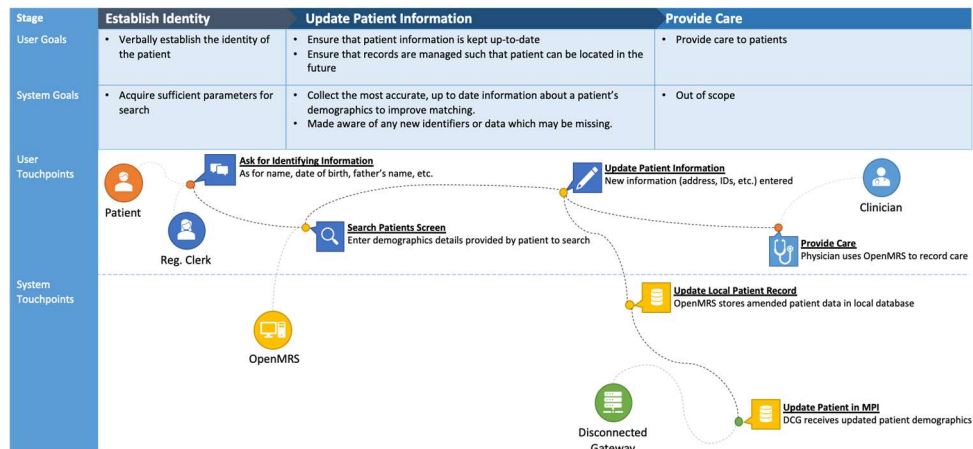 Stage
Establish Identity
Update Patient Information
Provide Care
User Goals
• Verbally establish the identity of
the patient
• Ensure that patient information is kept up-to-date
• Ensure that records are managed such that patient can be located in the
future
• Provide care to patients
System Goals
• Acquire sufficient parameters for
search
• Collect the most accurate, up to date information about a patient's
demographics to improve matching.
• Made aware of any new identifiers or data which may be missing.
• Out of scope
User
Touchpoints
Patient
Reg. Clerk
Ask for Identifying Information
As for name, date of birth, father's name, etc.
Search Patients Screen
Enter demographics details provided by patient to search
Update Patient Information
New information (address, IDs, etc.) entered
Clinician
Provide Care
Physician uses OpenMRS to record care
System
Touchpoints
OpenMRS
Update Local Patient Record
OpenMRS stores amended patient data in local database
Disconnected
Gateway
Update Patient in MPI
DCG receives updated patient demographics